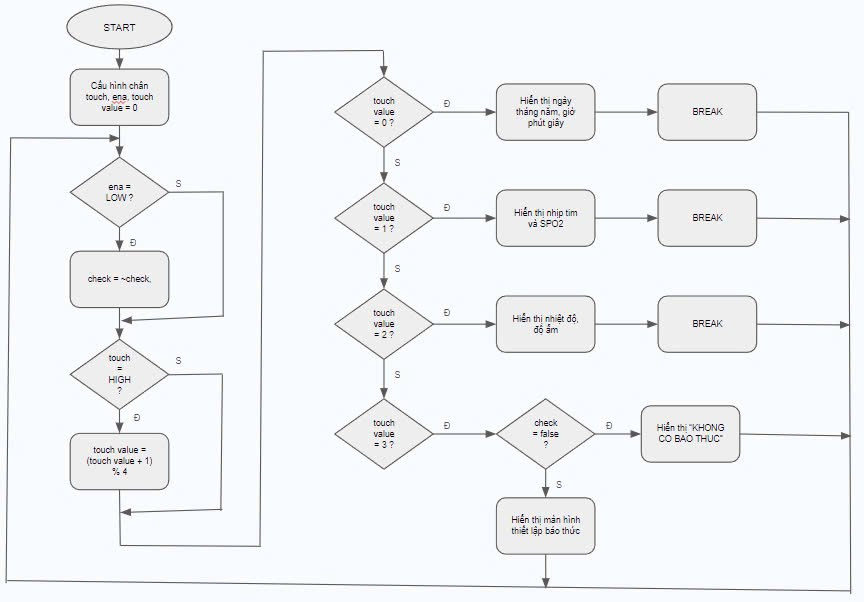 START
Cấu hình chân
touch, ena, touch
value = 0
ena =
LOW ?
S
Đ
check = ~check,
touch
=
HIGH
?
S
Đ
touch value =
(touch value + 1)
% 4
touch
value
= 0 ?
Đ
Hiển thị ngày
tháng năm, giờ
phút giây
BREAK
S
touch
value
= 1 ?
Đ
Hiển thị nhịp tim
và SPO2
BREAK
S
touch
value
= 2 ?
Đ
Hiển thị nhiệt độ,
độ ẩm
BREAK
S
touch
value
= 3 ?
Đ
check
= false
?
Đ
Hiển thị "KHONG
CO BAO THUC"
S
Hiển thị màn hình
thiết lập báo thức